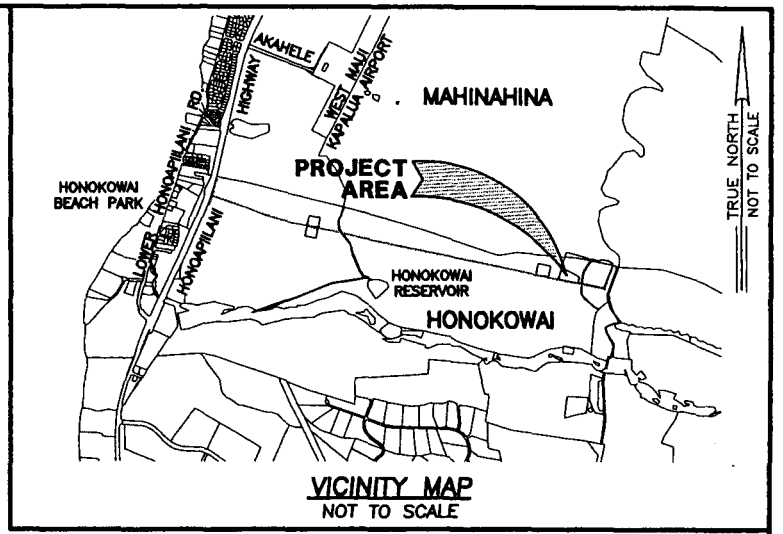 AKAHELE
HIGHWAY
WEST MAUI
KAPALUA AIRPORT
MAHINAHINA
TRUE NORTH
NOT TO SCALE
PROJECT
AREA
HONOKOWAI
BEACH PARK
LOWER HONOAPIILANI RD
HONOAPIILANI
HONOKOWAI
RESERVOIR
HONOKOWAI
VICINITY MAP
NOT TO SCALE